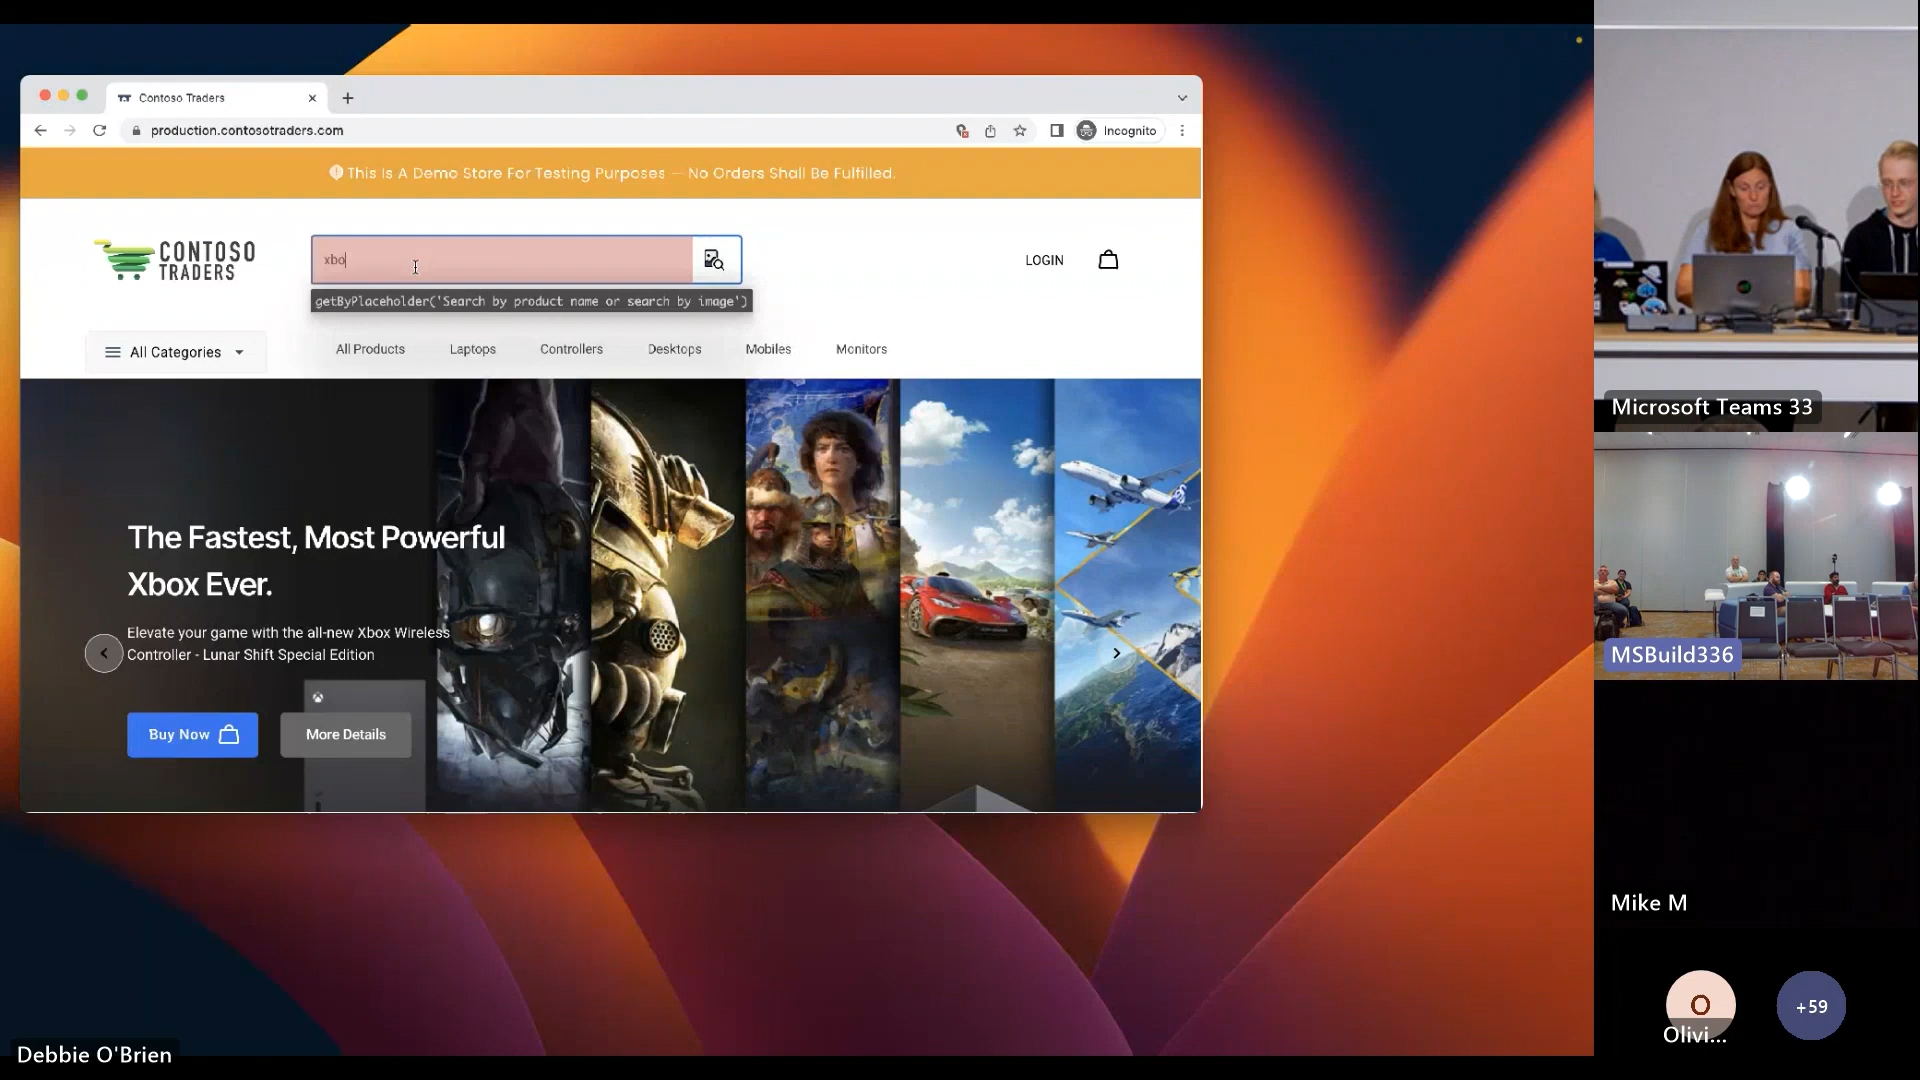 Contoso Traders
production.contosotraders.com
Incognito
This Is A Demo Store For Testing Purposes — No Orders Shall Be Fulfilled.
CONTOSO
TRADERS
xbo
LOGIN
getByPlaceholder('Search by product name or search by image')
All Categories
All Products
Laptops
Controllers
Desktops
Mobiles
Monitors
The Fastest, Most Powerful
Xbox Ever.
Elevate your game with the all-new Xbox Wireless
Controller - Lunar Shift Special Edition
Buy Now
More Details
Debbie O'Brien
Microsoft Teams 33
MSBuild336
Mike M
O
Olivi...
+59